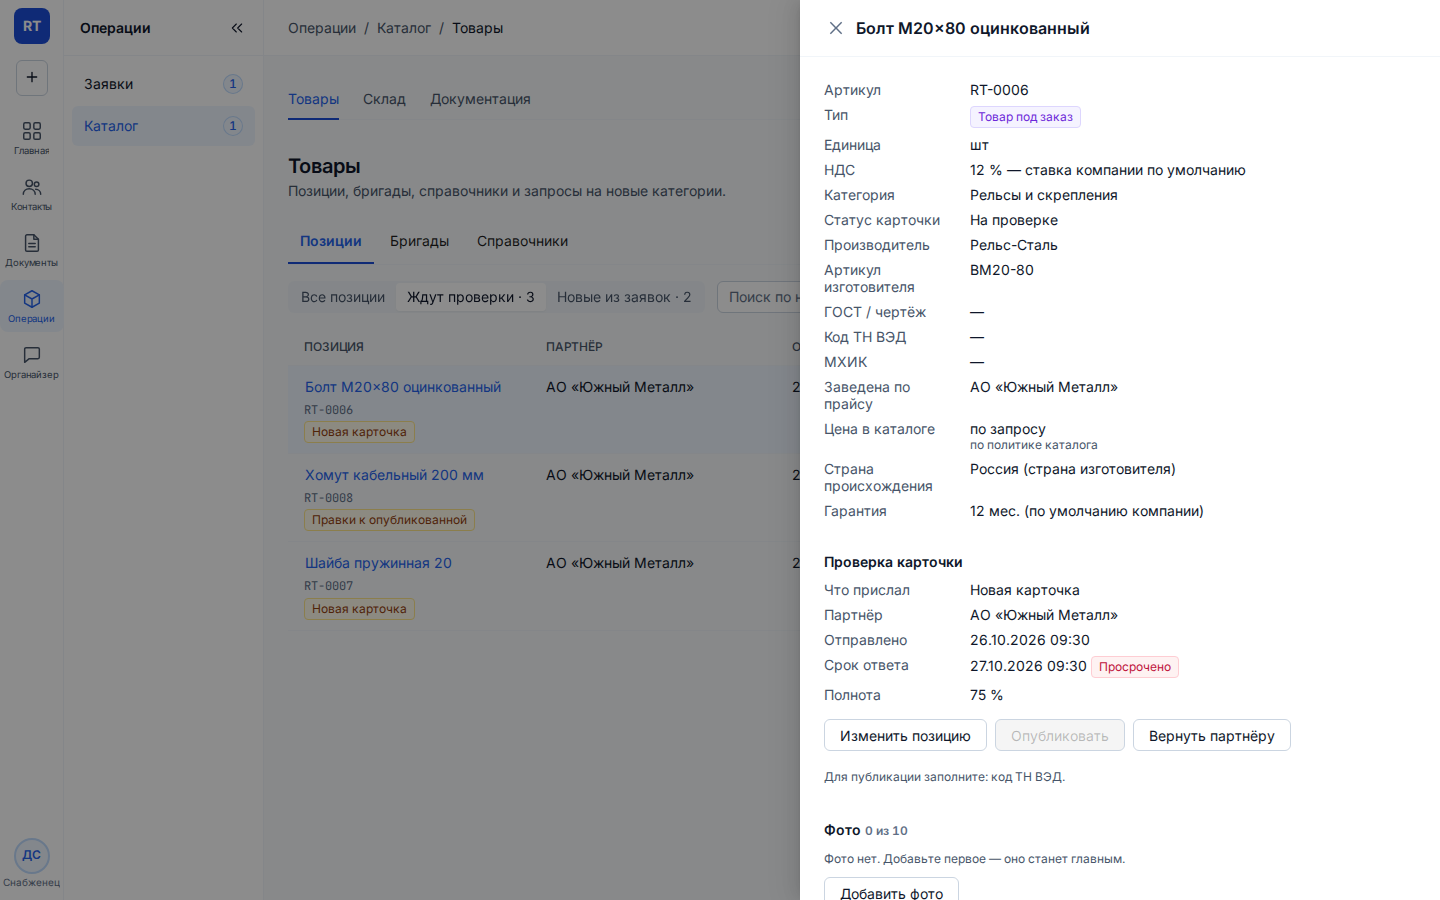 RT
Операции
Операции / Каталог / Товары
Болт М20×80 оцинкованный
+
Главная
Контакты
Документы
Операции
Органайзер
ДС
Снабженец
Заявки 1
Каталог 1
Товары Склад Документация
Товары
Позиции, бригады, справочники и запросы на новые категории.
Позиции Бригады Справочники
Все позиции Ждут проверки · 3 Новые из заявок · 2 Поиск по н
ПОЗИЦИЯ ПАРТНЁР О
Болт М20×80 оцинкованный АО «Южный Металл» 2
RT-0006
Новая карточка
Хомут кабельный 200 мм АО «Южный Металл» 2
RT-0008
Правки к опубликованной
Шайба пружинная 20 АО «Южный Металл» 2
RT-0007
Новая карточка
Артикул RT-0006
Тип Товар под заказ
Единица шт
НДС 12 % — ставка компании по умолчанию
Категория Рельсы и скрепления
Статус карточки На проверке
Производитель Рельс-Сталь
Артикул изготовителя BM20-80
ГОСТ / чертёж —
Код ТН ВЭД —
МХИК —
Заведена по прайсу АО «Южный Металл»
Цена в каталоге по запросу
по политике каталога
Страна происхождения Россия (страна изготовителя)
Гарантия 12 мес. (по умолчанию компании)
Проверка карточки
Что прислал Новая карточка
Партнёр АО «Южный Металл»
Отправлено 26.10.2026 09:30
Срок ответа 27.10.2026 09:30 Просрочено
Полнота 75 %
Изменить позицию Опубликовать Вернуть партнёру
Для публикации заполните: код ТН ВЭД.
Фото 0 из 10
Фото нет. Добавьте первое — оно станет главным.
Добавить фото